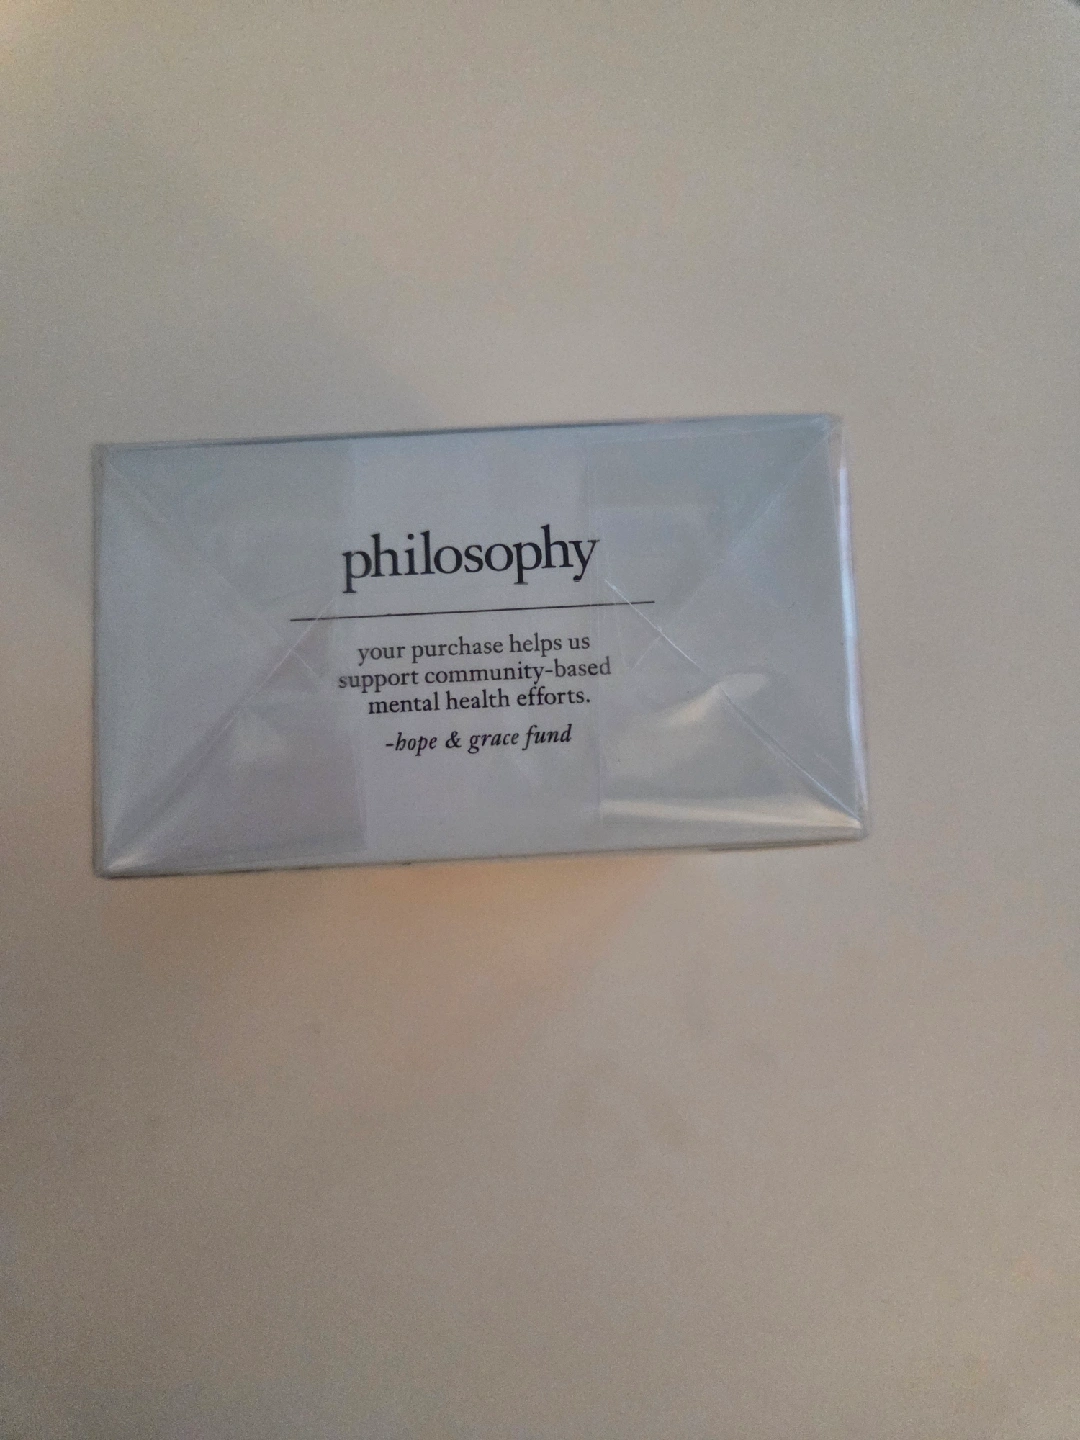 philosophy
your purchase helps us
support community-based
mental health efforts.
-hope & grace fund